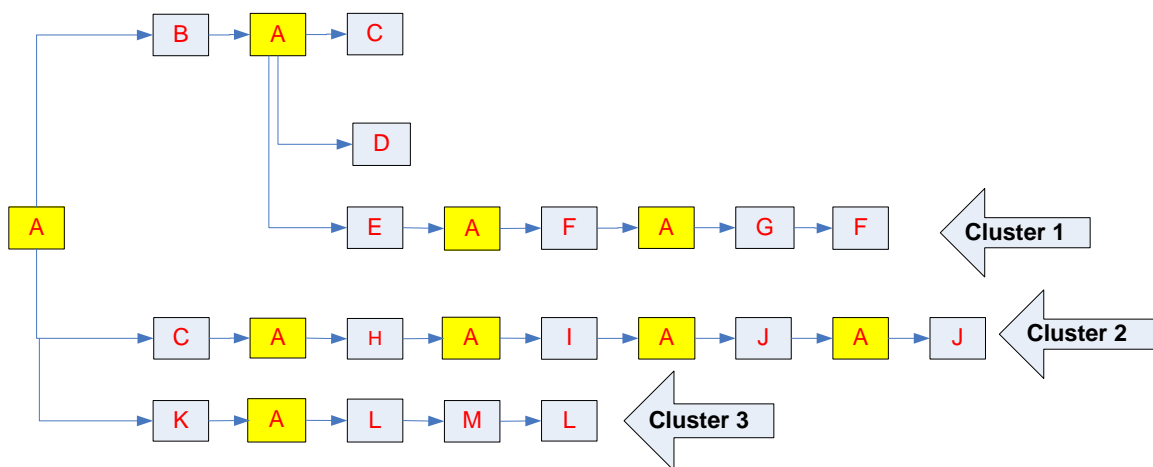 B A C
D
A
E A F A G F
Cluster 1
C A H A I A J A J
Cluster 2
K A L M L
Cluster 3